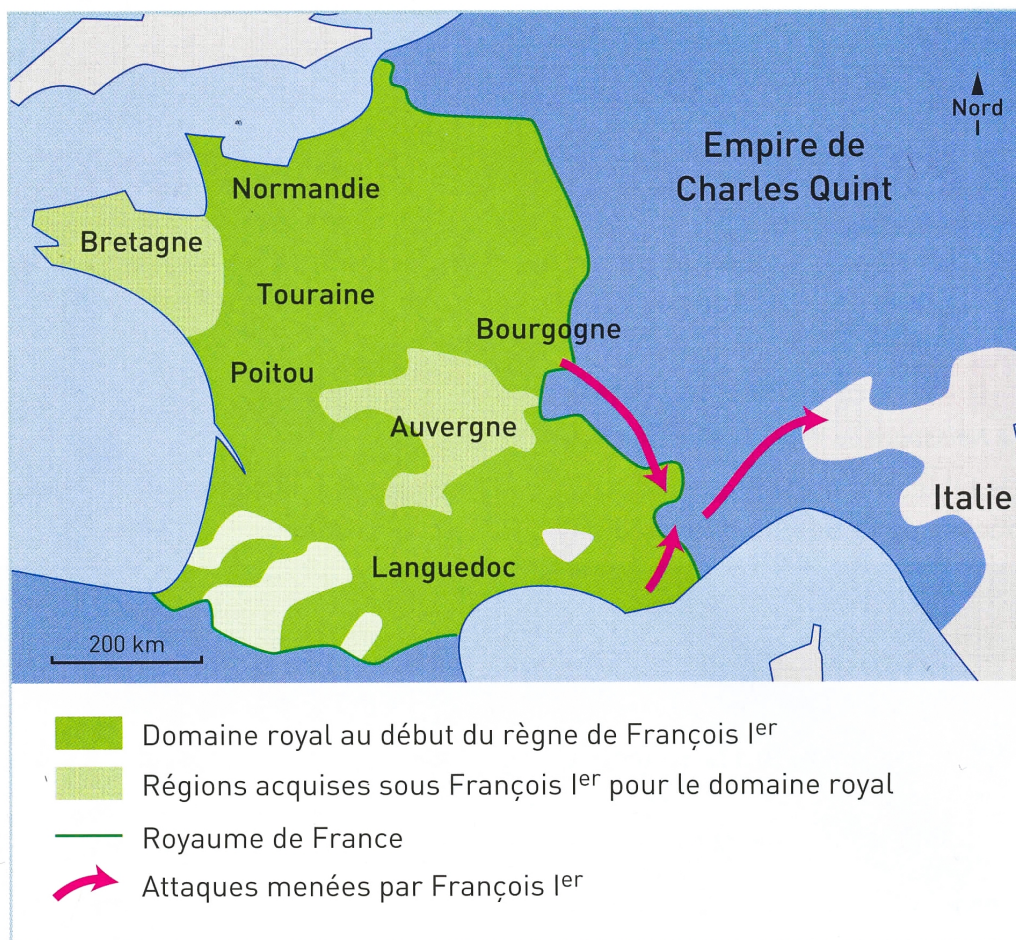 Nord
Empire de
Charles Quint
Normandie
Bretagne
Touraine
Bourgogne
Poitou
Auvergne
Italie
Languedoc
200 km
Domaine royal au début du règne de François Ier
Régions acquises sous François Ier pour le domaine royal
Royaume de France
Attaques menées par François Ier